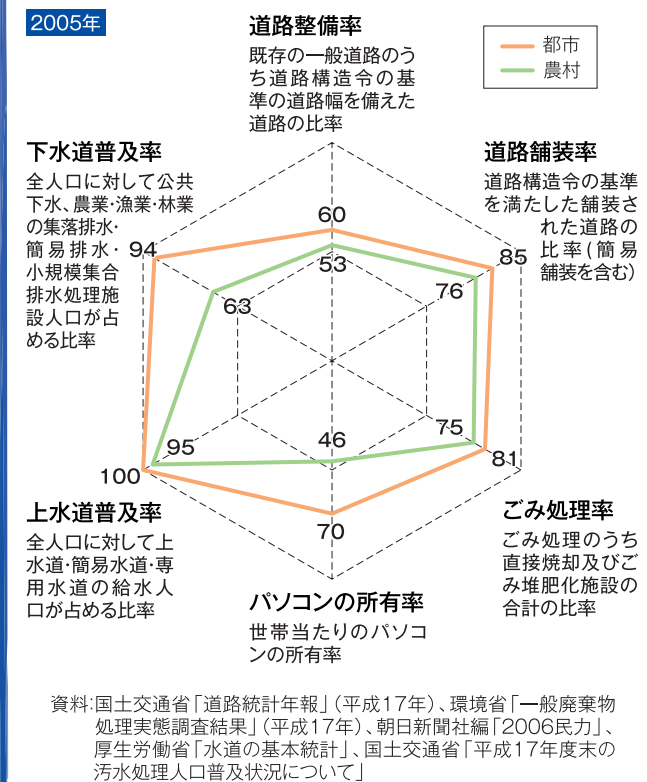 2005年
道路整備率
既存の一般道路のう
ち道路構造令の基
準の道路幅を備えた
道路の比率
都市
農村
下水道普及率
全人口に対して公共
下水、農業・漁業・林業
の集落排水・
簡易排水・
小規模集合
排水処理施
設人口が占
める比率
道路舗装率
道路構造令の基準
を満たした舗装
された道路の
比率(簡易
舗装を含む)
60
53
94
63
85
76
95
100
46
70
75
81
上水道普及率
全人口に対して上
水道・簡易水道・専
用水道の給水人
口が占める比率
パソコンの所有率
世帯当たりのパソコ
ンの所有率
ごみ処理率
ごみ処理のうち
直接焼却及びご
み堆肥化施設の
合計の比率
資料:国土交通省「道路統計年報」(平成17年)、環境省「一般廃棄物
処理実態調査結果」(平成17年)、朝日新聞社編「2006民力」、
厚生労働省「水道の基本統計」、国土交通省「平成17年度末の
汚水処理人口普及状況について」